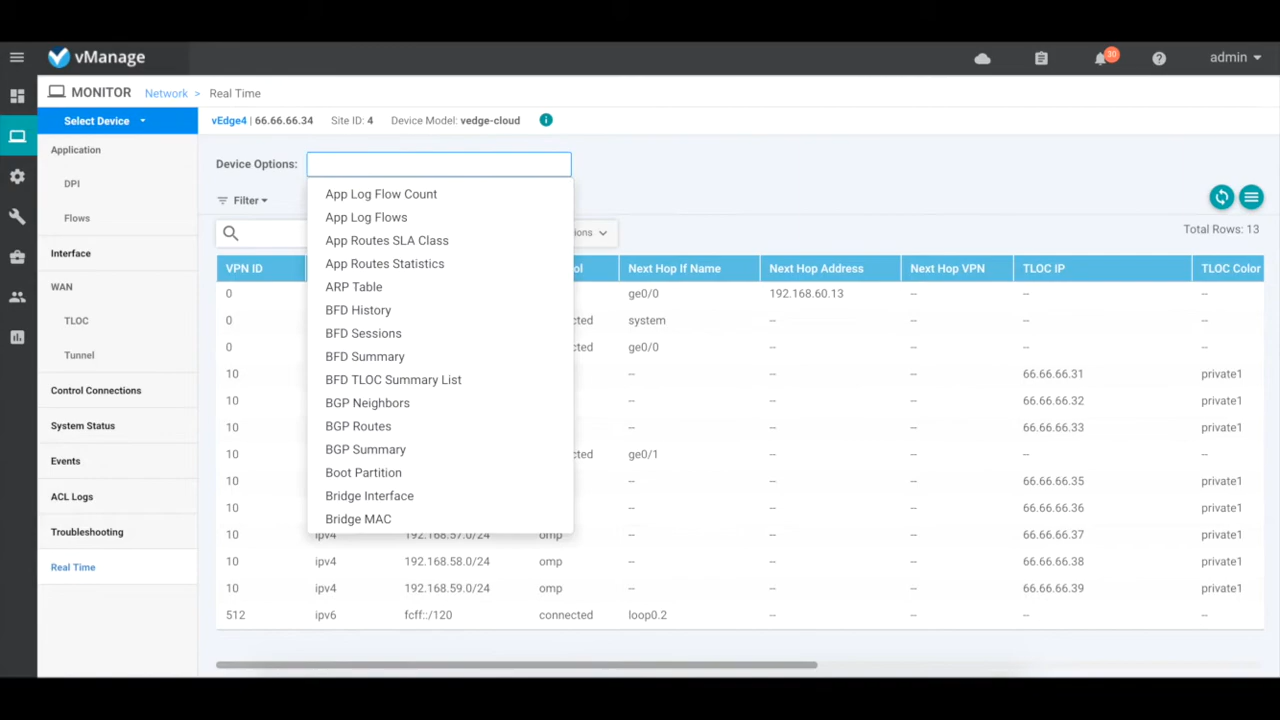 vManage
30
admin
MONITOR Network > Real Time
Select Device
vEdge4 | 66.66.66.34 Site ID: 4 Device Model: vedge-cloud
Application
DPI
Flows
Interface
WAN
TLOC
Tunnel
Control Connections
System Status
Events
ACL Logs
Troubleshooting
Real Time
Device Options:
Filter
App Log Flow Count
App Log Flows
App Routes SLA Class
App Routes Statistics
ARP Table
BFD History
BFD Sessions
BFD Summary
BFD TLOC Summary List
BGP Neighbors
BGP Routes
BGP Summary
Boot Partition
Bridge Interface
Bridge MAC
Total Rows: 13
VPN ID Next Hop If Name Next Hop Address Next Hop VPN TLOC IP TLOC Color
0 ge0/0 192.168.60.13 -- -- --
0 system -- -- -- --
0 ge0/0 -- -- -- --
10 -- -- -- 66.66.66.31 private1
10 -- -- -- 66.66.66.32 private1
10 -- -- -- 66.66.66.33 private1
10 ge0/1 -- -- -- --
10 -- -- -- 66.66.66.35 private1
10 -- -- -- 66.66.66.36 private1
10 ipv4 192.168.57.0/24 omp -- -- -- 66.66.66.37 private1
10 ipv4 192.168.58.0/24 omp -- -- -- 66.66.66.38 private1
10 ipv4 192.168.59.0/24 omp -- -- -- 66.66.66.39 private1
512 ipv6 fcff::/120 connected loop0.2 -- -- -- --